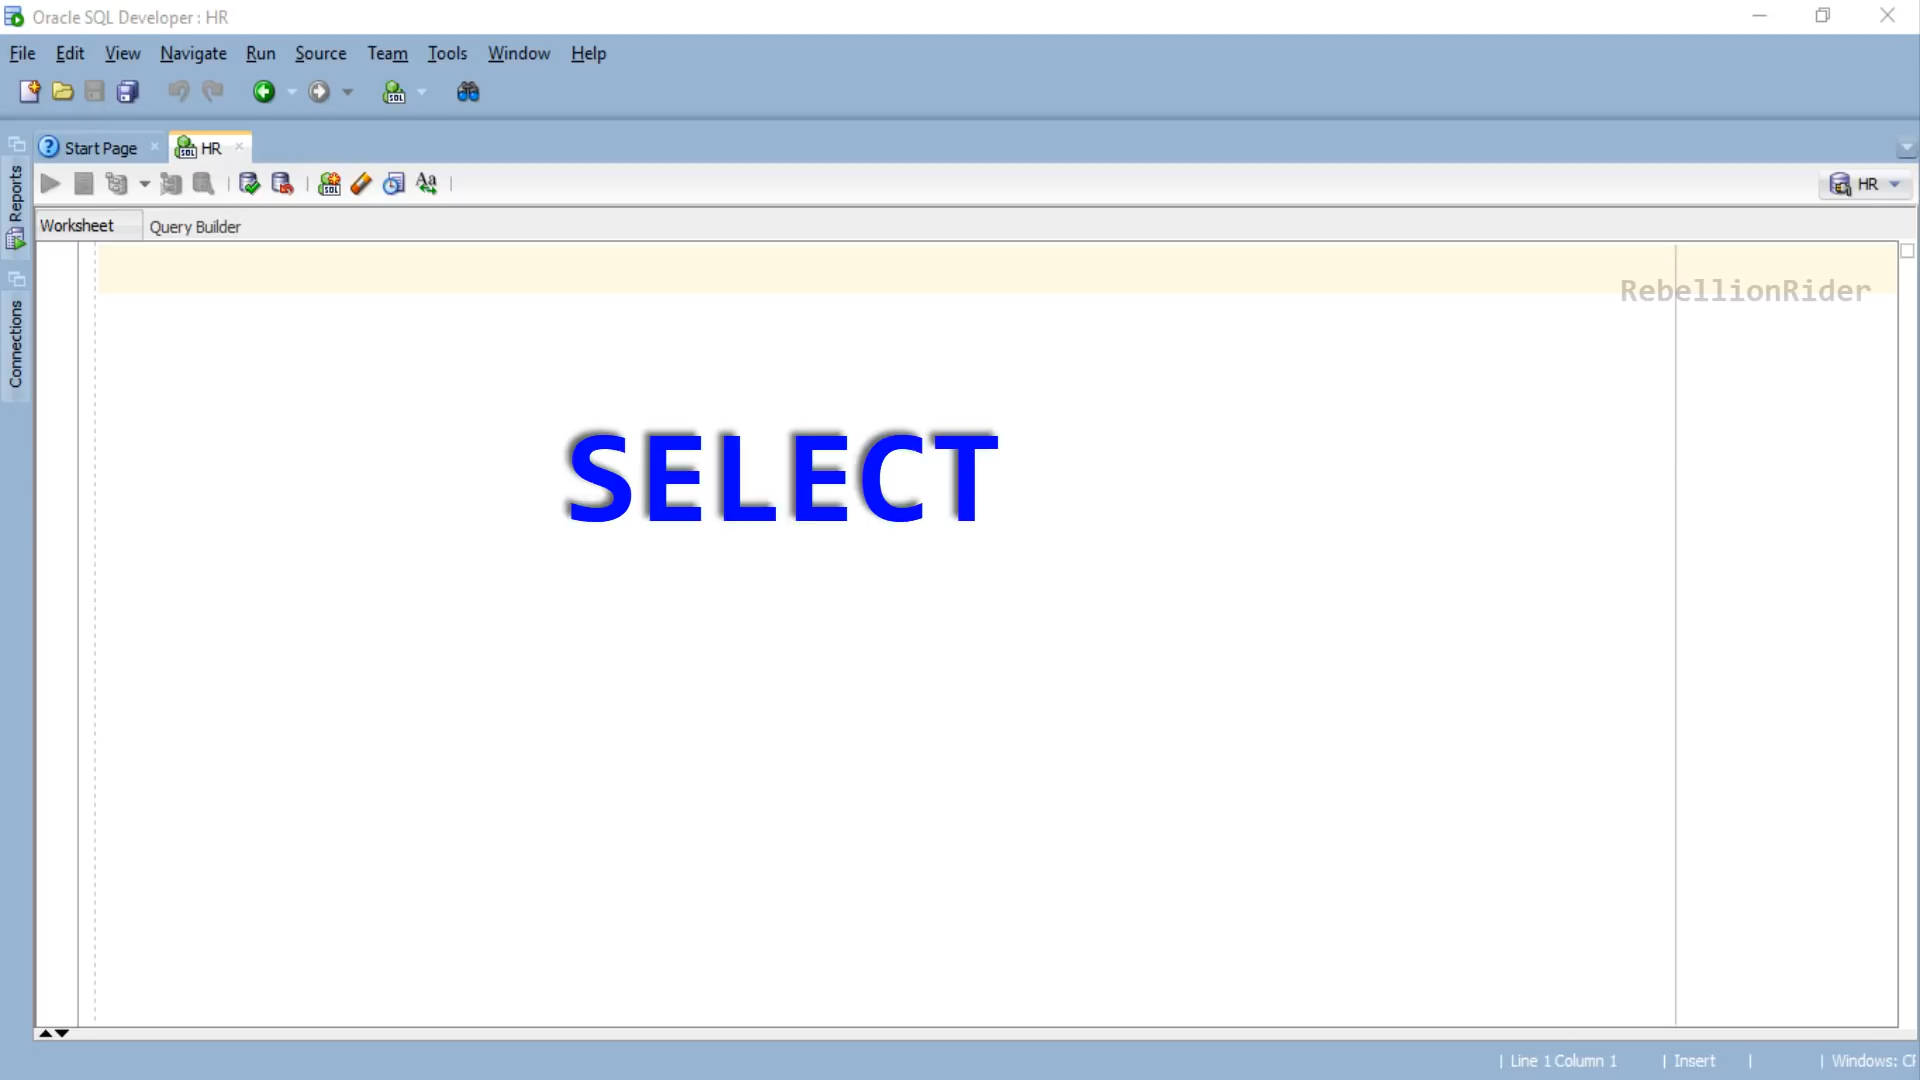 Oracle SQL Developer : HR
File Edit View Navigate Run Source Team Tools Window Help
Start Page HR
HR
Worksheet Query Builder
Reports
Connections
RebellionRider
SELECT
Line 1 Column 1 | Insert | | Windows: CR